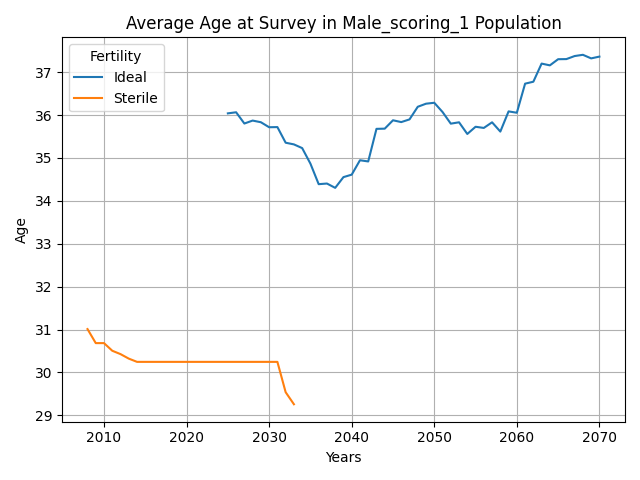 Average Age at Survey in Male_scoring_1 Population
Fertility
Ideal
Sterile
Age
37
36
35
34
33
32
31
30
29
2010 2020 2030 2040 2050 2060 2070
Years